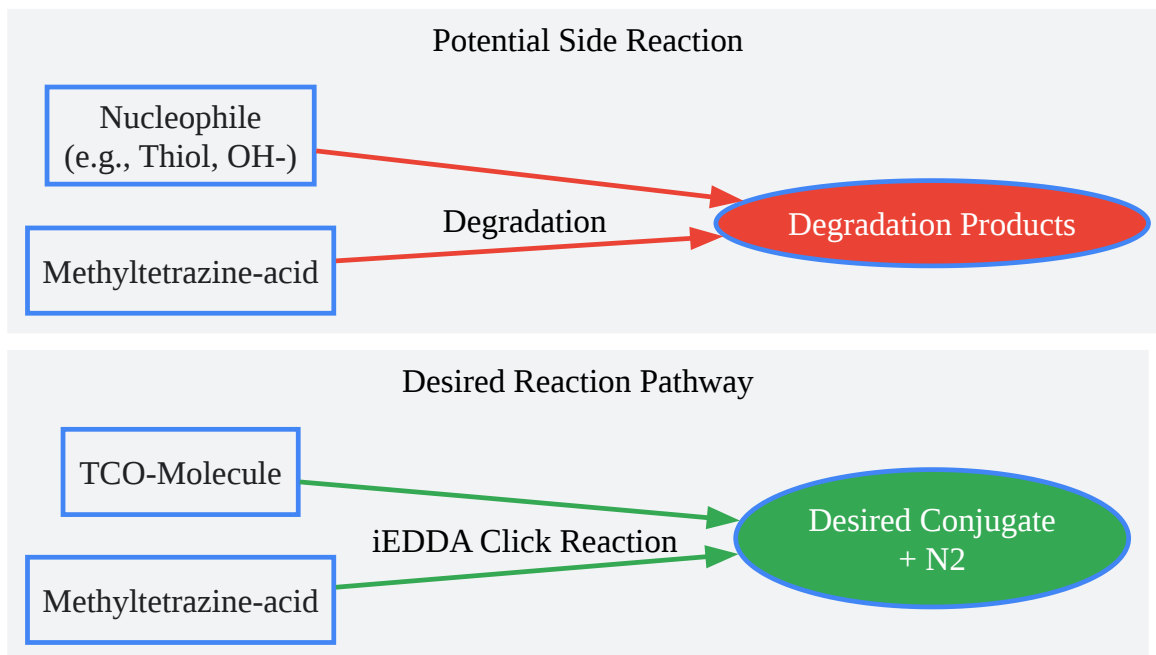 Potential Side Reaction
Nucleophile
(e.g., Thiol, OH-)
Degradation
Degradation Products
Methyltetrazine-acid
Desired Reaction Pathway
TCO-Molecule
iEDDA Click Reaction
Desired Conjugate
+ N2
Methyltetrazine-acid